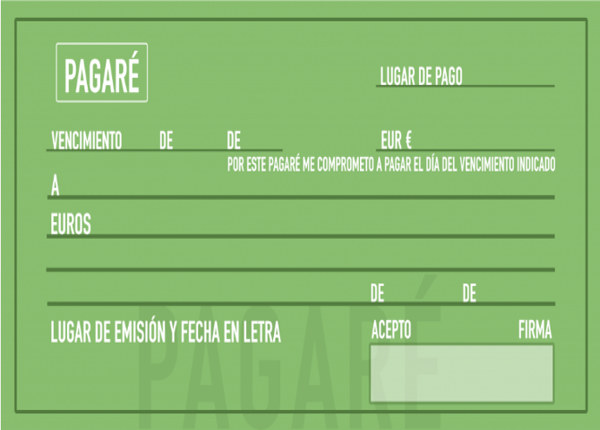 PAGARÉ
LUGAR DE PAGO
VENCIMIENTO DE DE
EUR €
POR ESTE PAGARÉ ME COMPROMETO A PAGAR EL DÍA DEL VENCIMIENTO INDICADO
A
EUROS
DE DE
LUGAR DE EMISIÓN Y FECHA EN LETRA
ACEPTO FIRMA
PAGARÉ